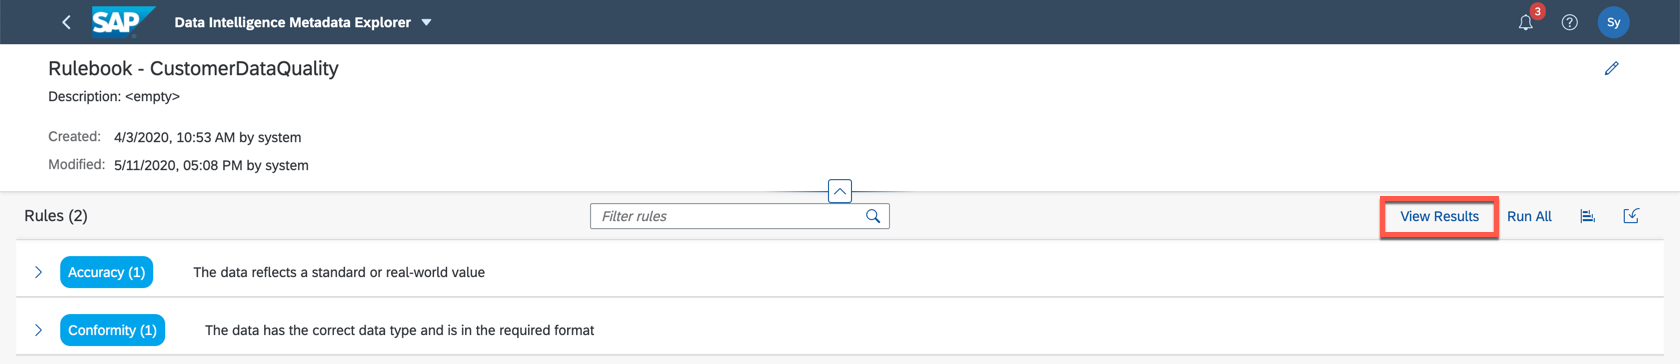 SAP Data Intelligence Metadata Explorer 3 Sy
Rulebook - CustomerDataQuality
Description: <empty>
Created: 4/3/2020, 10:53 AM by system
Modified: 5/11/2020, 05:08 PM by system
Rules (2) Filter rules View Results Run All
Accuracy (1) The data reflects a standard or real-world value
Conformity (1) The data has the correct data type and is in the required format